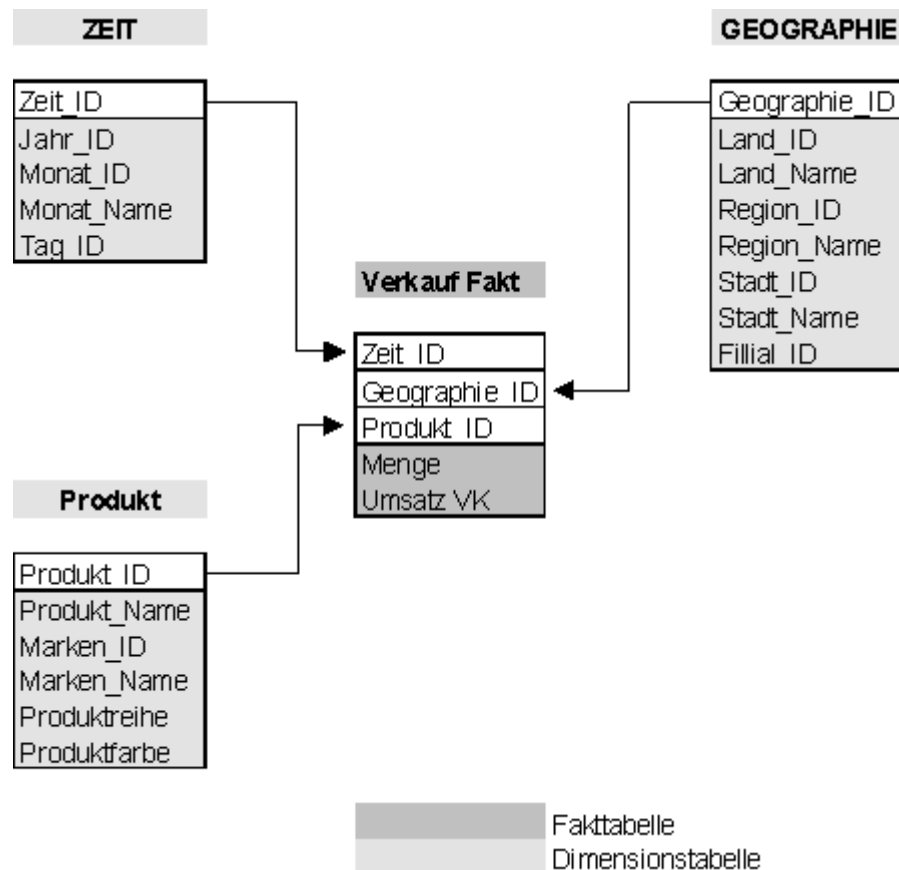 ZEIT
Zeit_ID
Jahr_ID
Monat_ID
Monat_Name
Tag_ID
GEOGRAPHIE
Geographie_ID
Land_ID
Land_Name
Region_ID
Region_Name
Stadt_ID
Stadt_Name
Fillial_ID
Verkauf Fakt
Zeit_ID
Geographie_ID
Produkt_ID
Menge
Umsatz VK
Produkt
Produkt_ID
Produkt_Name
Marken_ID
Marken_Name
Produktreihe
Produktfarbe
Fakttabelle
Dimensionstabelle